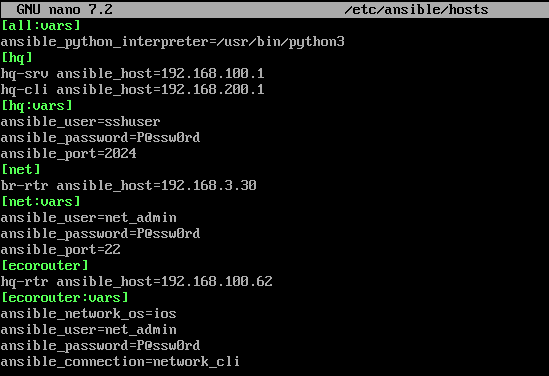 GNU nano 7.2 /etc/ansible/hosts
[all:vars]
ansible_python_interpreter=/usr/bin/python3
[hq]
hq-srv ansible_host=192.168.100.1
hq-cli ansible_host=192.168.200.1
[hq:vars]
ansible_user=sshuser
ansible_password=P@ssw0rd
ansible_port=2024
[net]
br-rtr ansible_host=192.168.3.30
[net:vars]
ansible_user=net_admin
ansible_password=P@ssw0rd
ansible_port=22
[ecorouter]
hq-rtr ansible_host=192.168.100.62
[ecorouter:vars]
ansible_network_os=ios
ansible_user=net_admin
ansible_password=P@ssw0rd
ansible_connection=network_cli